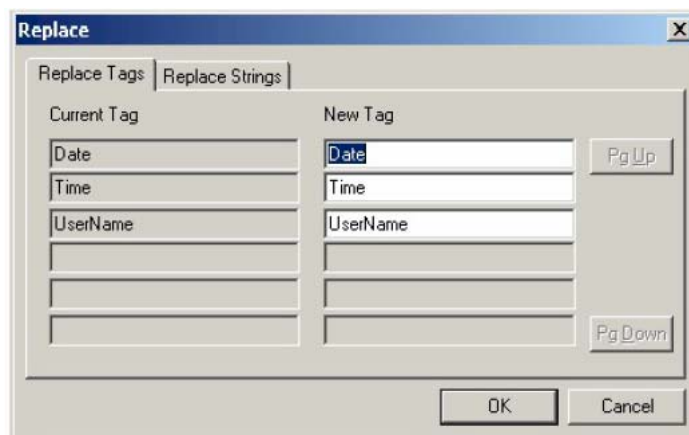 Replace
Replace Tags Replace Strings
Current Tag New Tag
Date Date Pg Up
Time Time
UserName UserName
Pg Down
OK Cancel